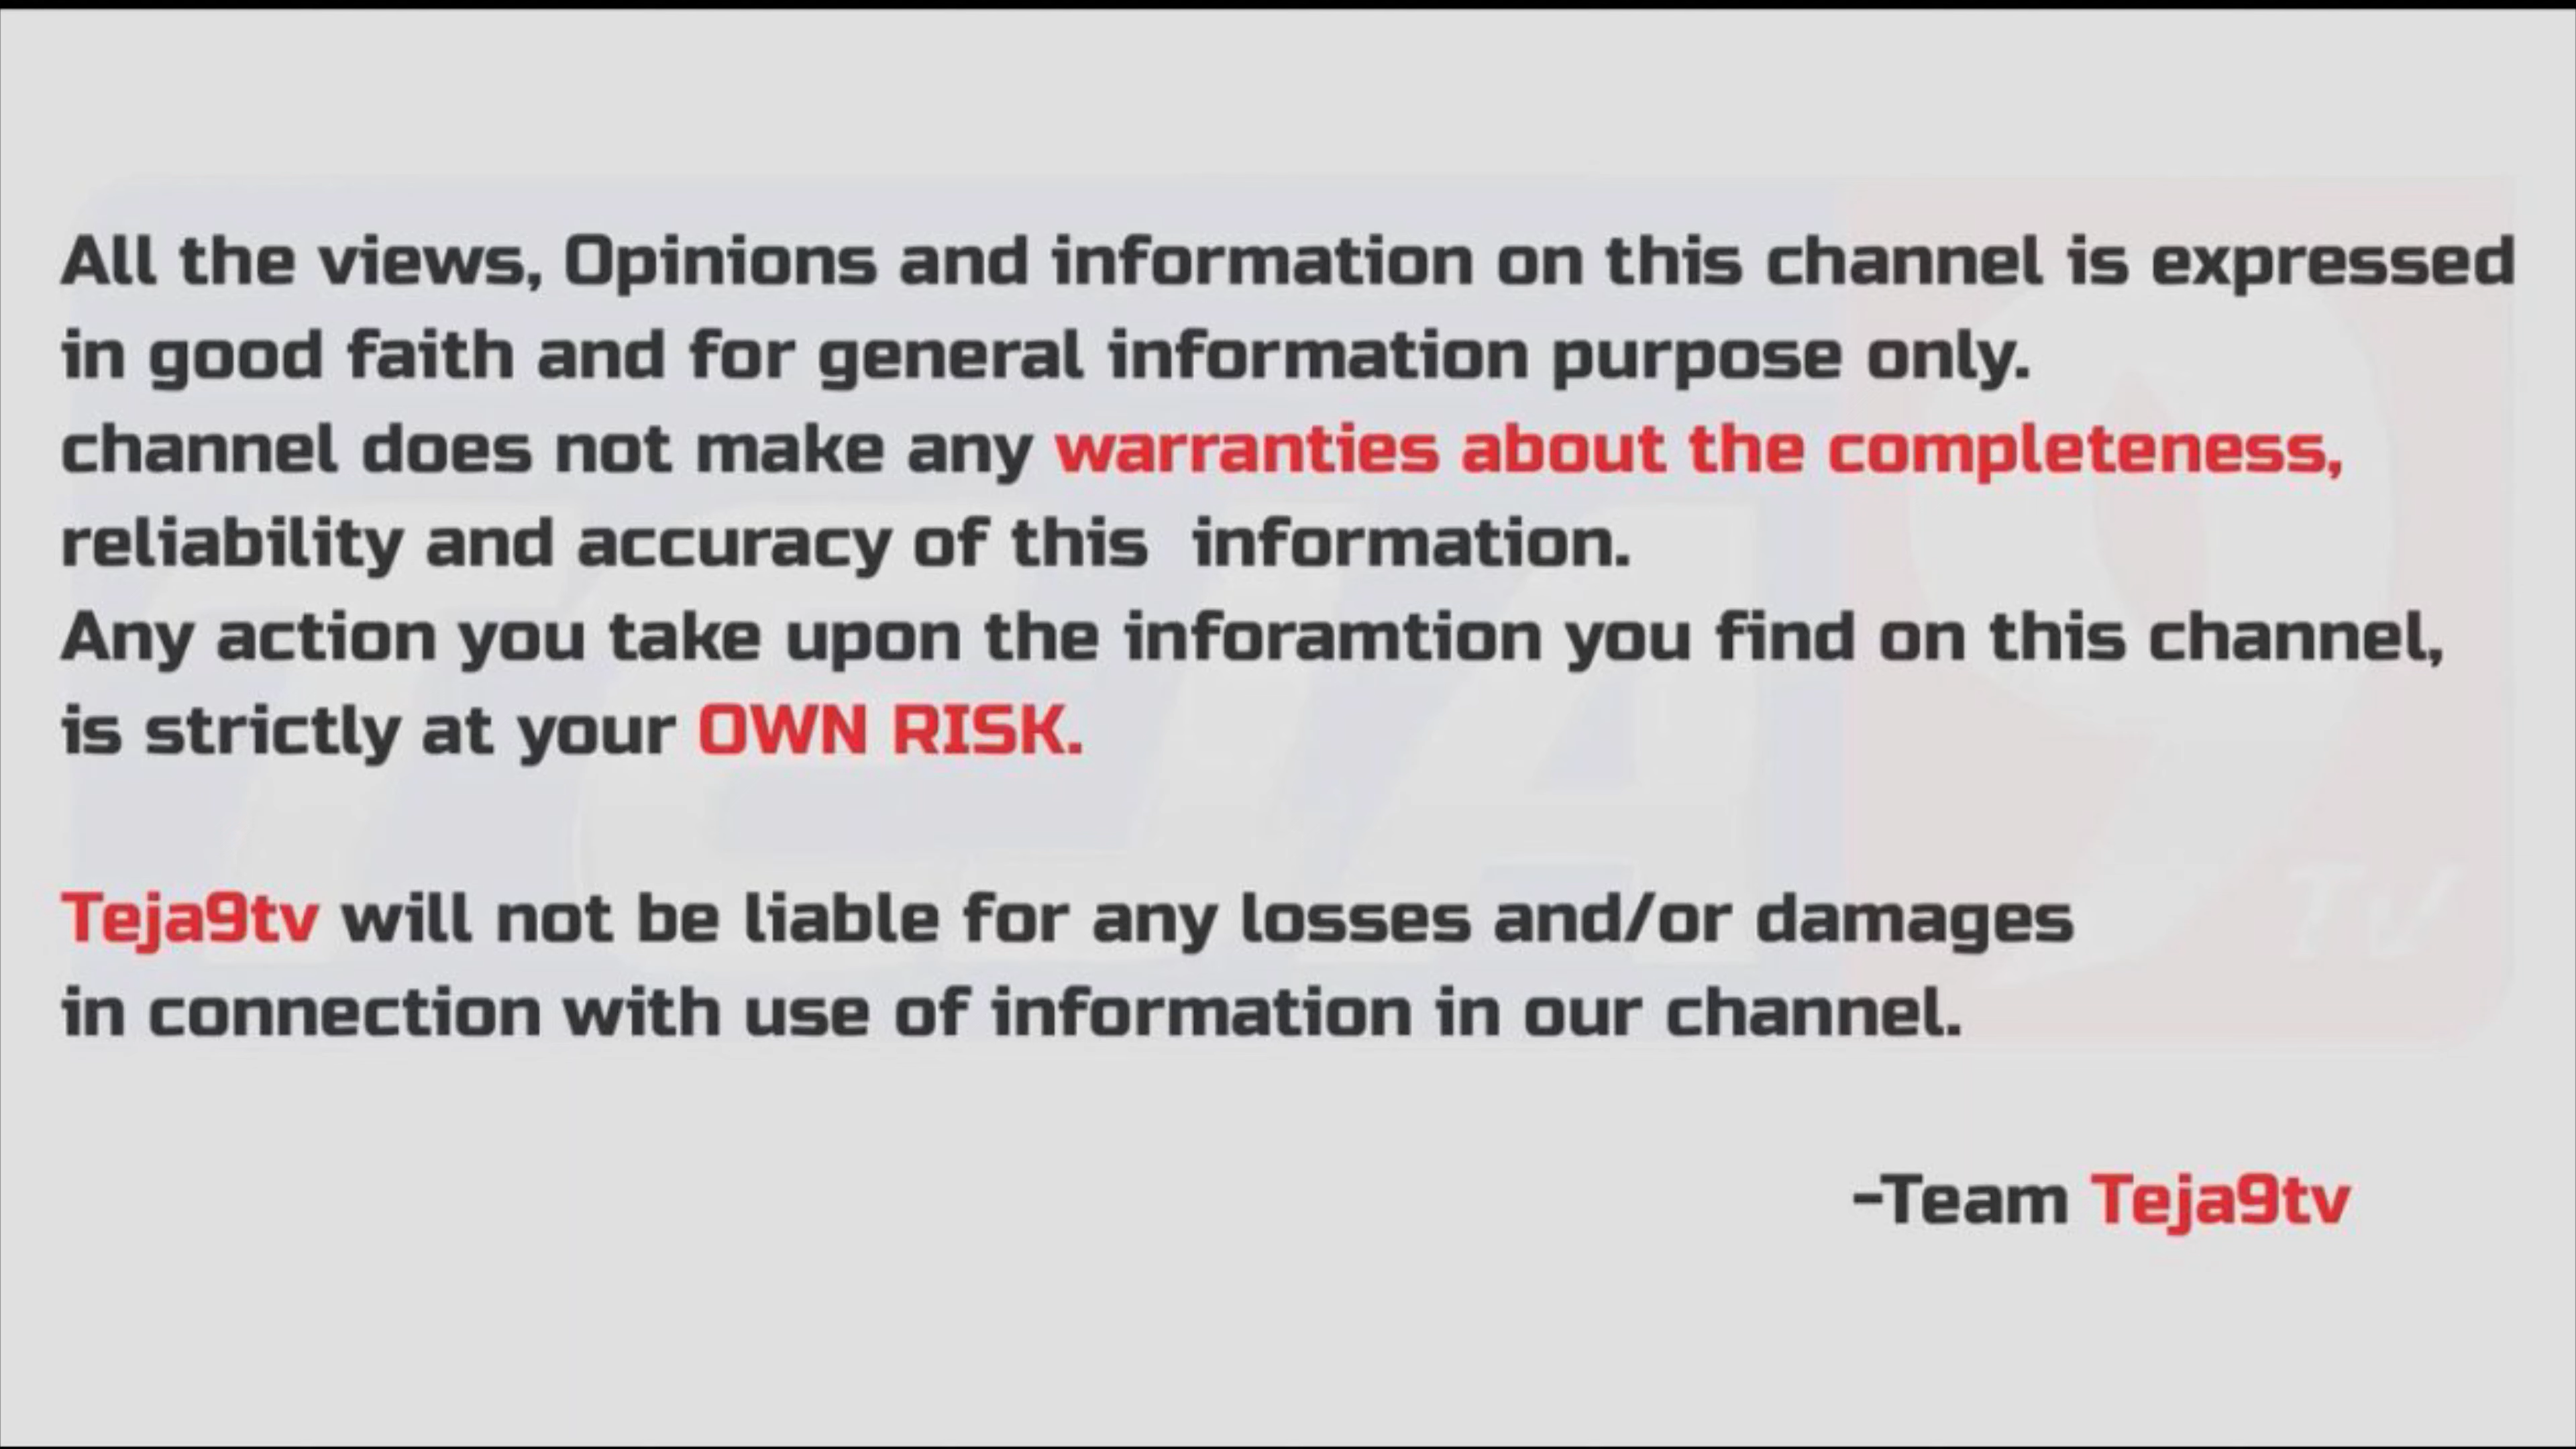 All the views, Opinions and information on this channel is expressed
in good faith and for general information purpose only.
channel does not make any warranties about the completeness,
reliability and accuracy of this  information.
Any action you take upon the inforamtion you find on this channel,
is strictly at your OWN RISK.
Teja9tv will not be liable for any losses and/or damages
in connection with use of information in our channel.
-Team Teja9tv
TEJA 9
TV